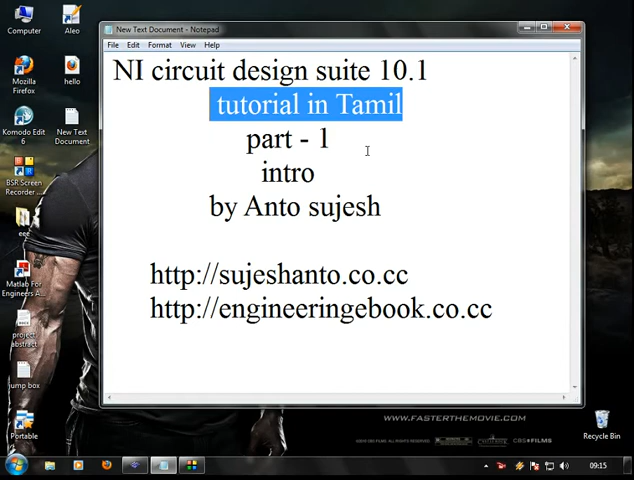 New Text Document - Notepad
File Edit Format View Help
NI circuit design suite 10.1
tutorial in Tamil
part - 1
intro
by Anto sujesh
http://sujeshanto.co.cc
http://engineeringebook.co.cc
Computer
Aleo
Mozilla
Firefox
hello
Komodo Edit
6
New Text
Document
BSR Screen
Recorder ...
eee
Matlab For
Engineers A...
project
abstract
jump box
Portable
WWW.FASTERTHEMOVIE.COM
CBS FILMS
Recycle Bin
09:15